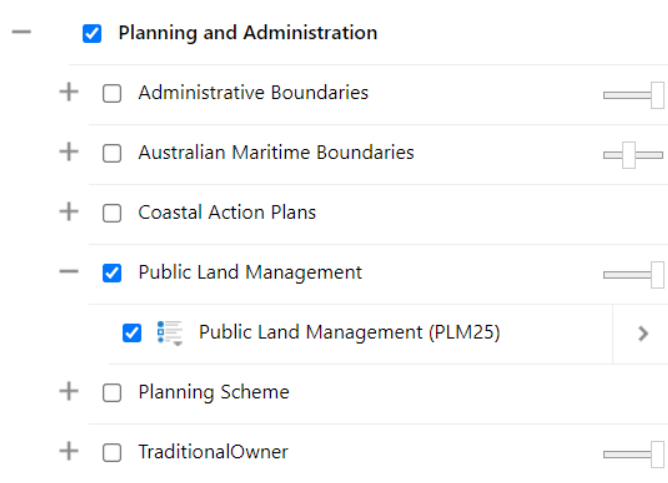 Planning and Administration
Administrative Boundaries
Australian Maritime Boundaries
Coastal Action Plans
Public Land Management
Public Land Management (PLM25)
Planning Scheme
TraditionalOwner